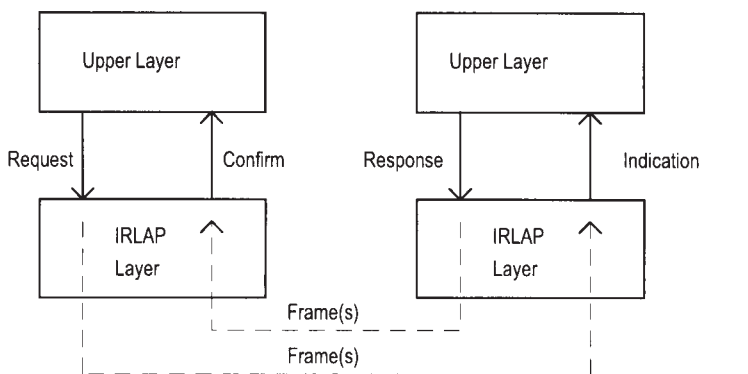 Upper Layer
Upper Layer
Request
Confirm
Response
Indication
IRLAP
Layer
IRLAP
Layer
Frame(s)
Frame(s)